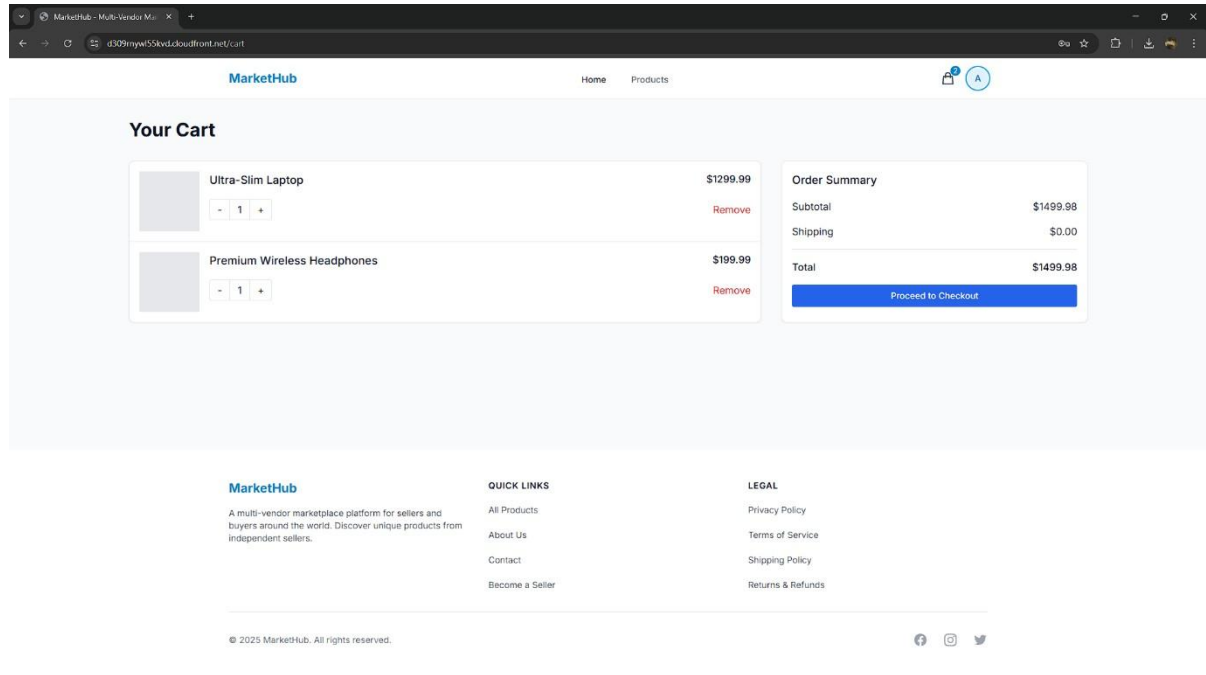 MarketHub - Multi-Vendor Mar
d309rnywl55kvd.cloudfront.net/cart
MarketHub
Home Products
2 A
Your Cart
Ultra-Slim Laptop $1299.99
- 1 + Remove
Premium Wireless Headphones $199.99
- 1 + Remove
Order Summary
Subtotal $1499.98
Shipping $0.00
Total $1499.98
Proceed to Checkout
MarketHub
A multi-vendor marketplace platform for sellers and
buyers around the world. Discover unique products from
independent sellers.
QUICK LINKS
All Products
About Us
Contact
Become a Seller
LEGAL
Privacy Policy
Terms of Service
Shipping Policy
Returns & Refunds
© 2025 MarketHub. All rights reserved.